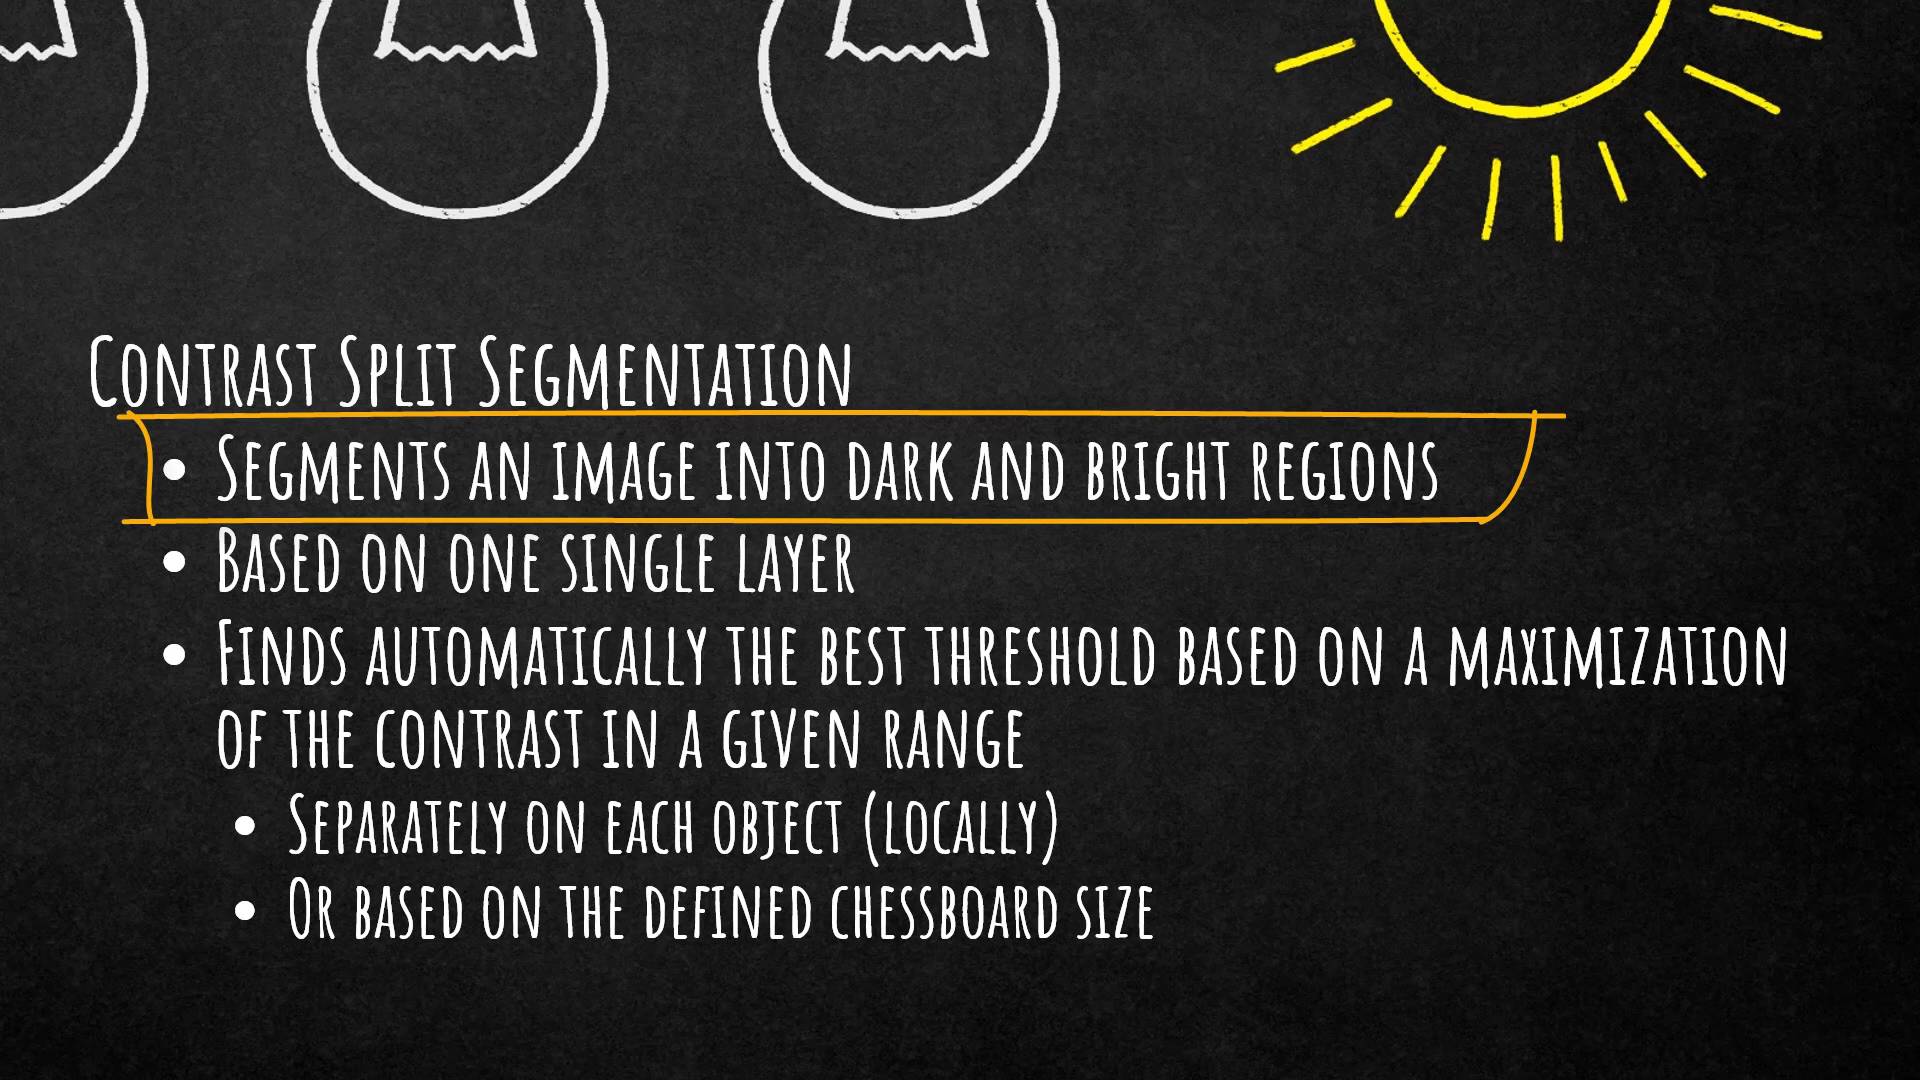 Contrast Split Segmentation
• Segments an image into dark and bright regions
• Based on one single layer
• Finds automatically the best threshold based on a maximization
of the contrast in a given range
• Separately on each object (locally)
• Or based on the defined chessboard size